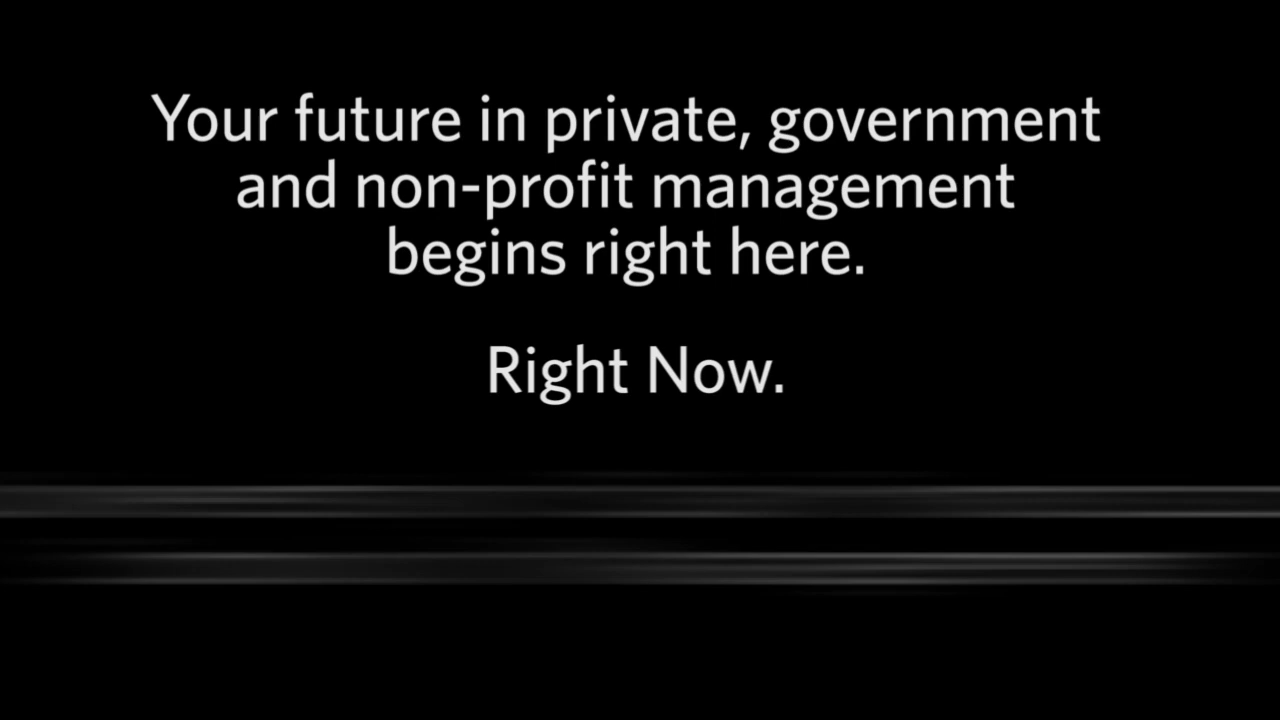 Your future in private, government
and non-profit management
begins right here.
Right Now.